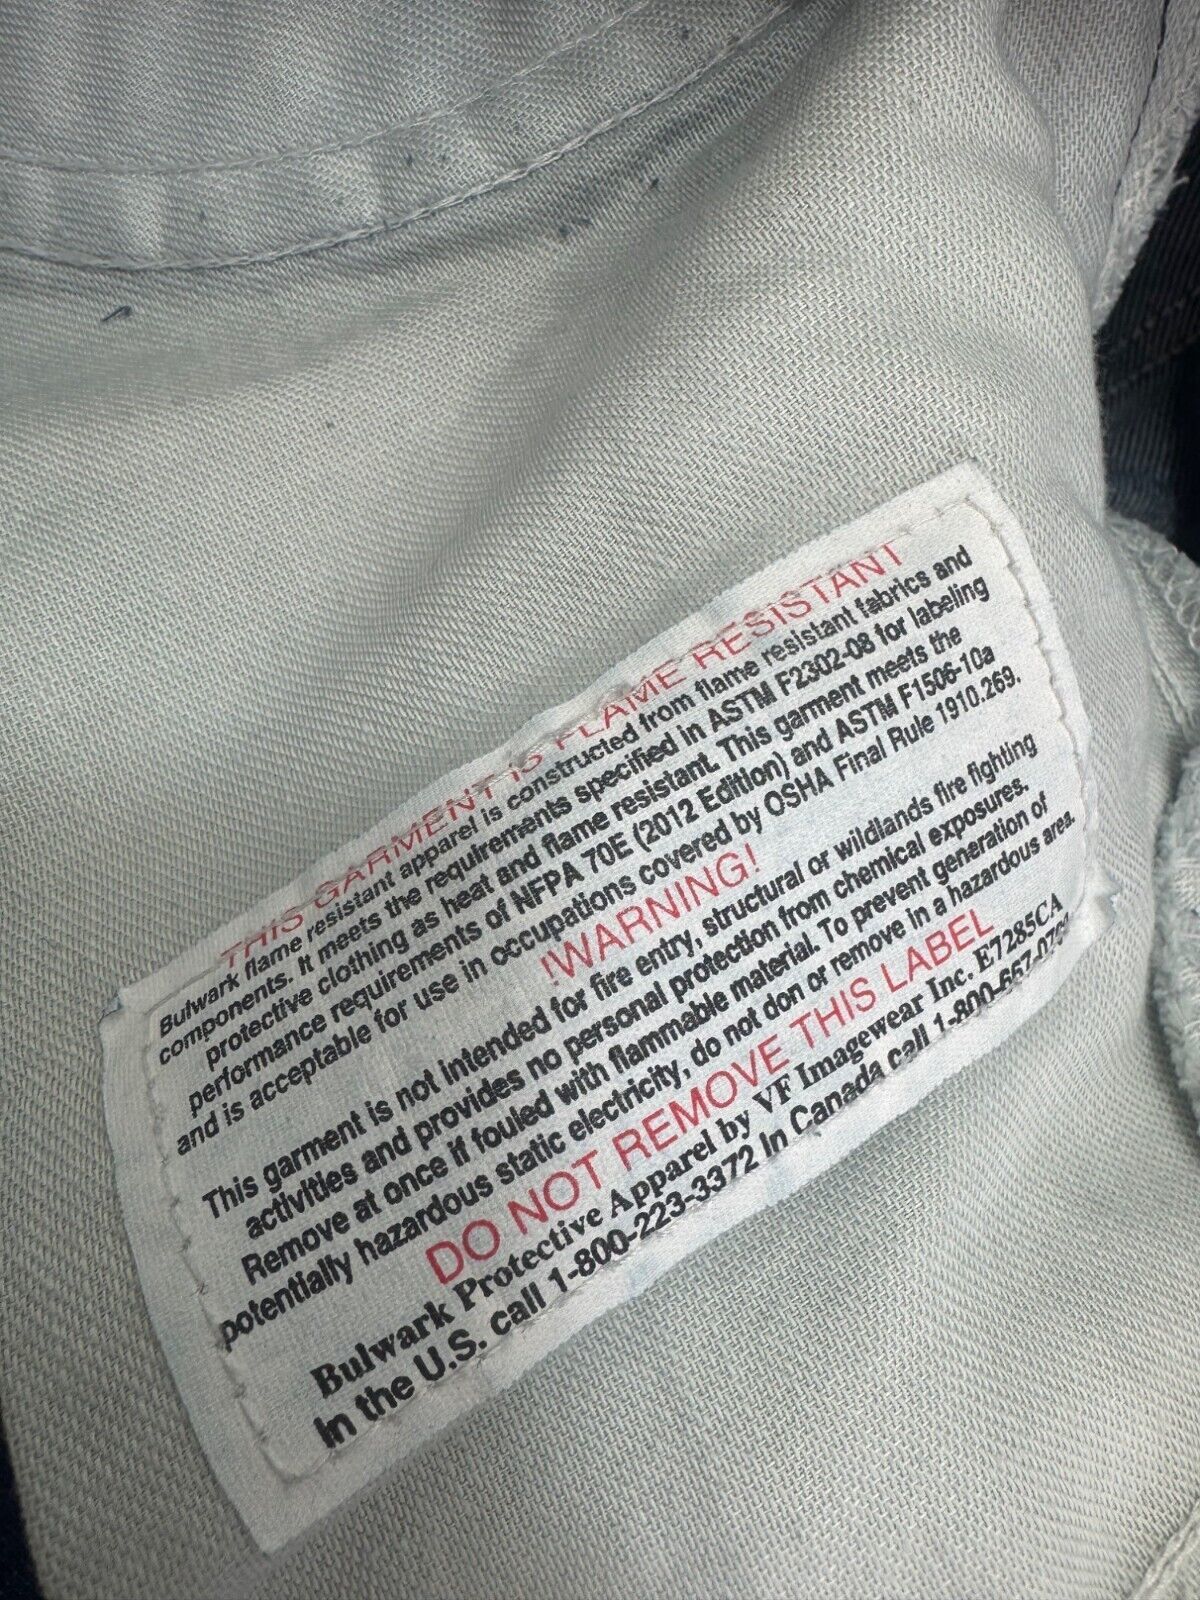 THIS GARMENT IS FLAME RESISTANT
Bulwark flame resistant apparel is constructed from flame resistant fabrics and
components. It meets the requirements specified in ASTM F2302-08 for labeling
protective clothing as heat and flame resistant. This garment meets the
performance requirements of NFPA 70E (2012 Edition) and ASTM F1506-10a
and is acceptable for use in occupations covered by OSHA Final Rule 1910.269.
!WARNING!
This garment is not intended for fire entry, structural or wildlands fire fighting
activities and provides no personal protection from chemical exposures.
Remove at once if fouled with flammable material. To prevent generation of
potentially hazardous static electricity, do not don or remove in a hazardous area.
DO NOT REMOVE THIS LABEL
Bulwark Protective Apparel by VF Imagewear Inc. E7285CA
In the U.S. call 1-800-223-3372 In Canada call